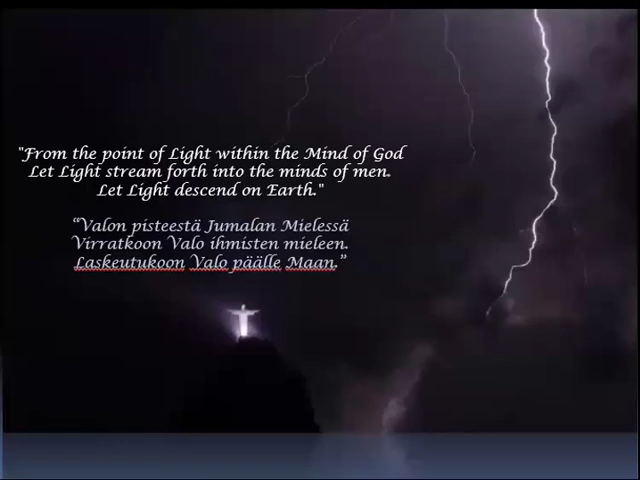 "From the point of Light within the Mind of God
Let Light stream forth into the minds of men.
Let Light descend on Earth."
“Valon pisteestä Jumalan Mielessä
Virratkoon Valo ihmisten mieleen.
Laskeutukoon Valo päälle Maan.”